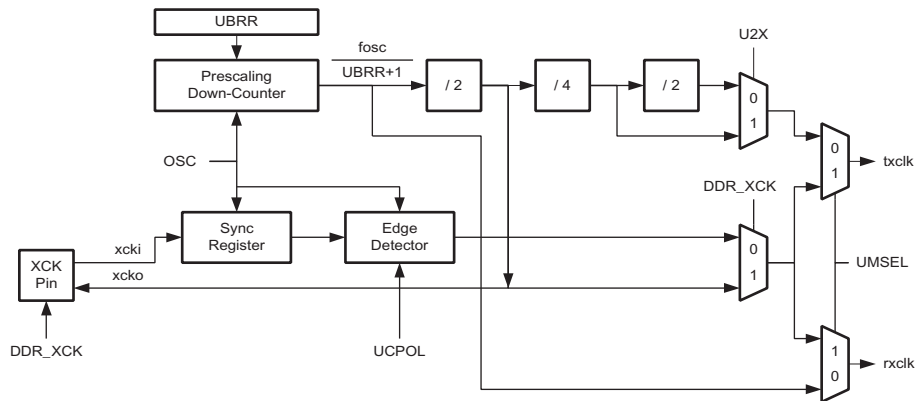 UBRR
U2X
fosc
Prescaling
Down-Counter
UBRR+1
/ 2
/ 4
/ 2
0
1
OSC
0
1
txclk
DDR_XCK
Sync
Register
Edge
Detector
xcki
0
1
XCK
Pin
xcko
UMSEL
DDR_XCK
UCPOL
1
0
rxclk